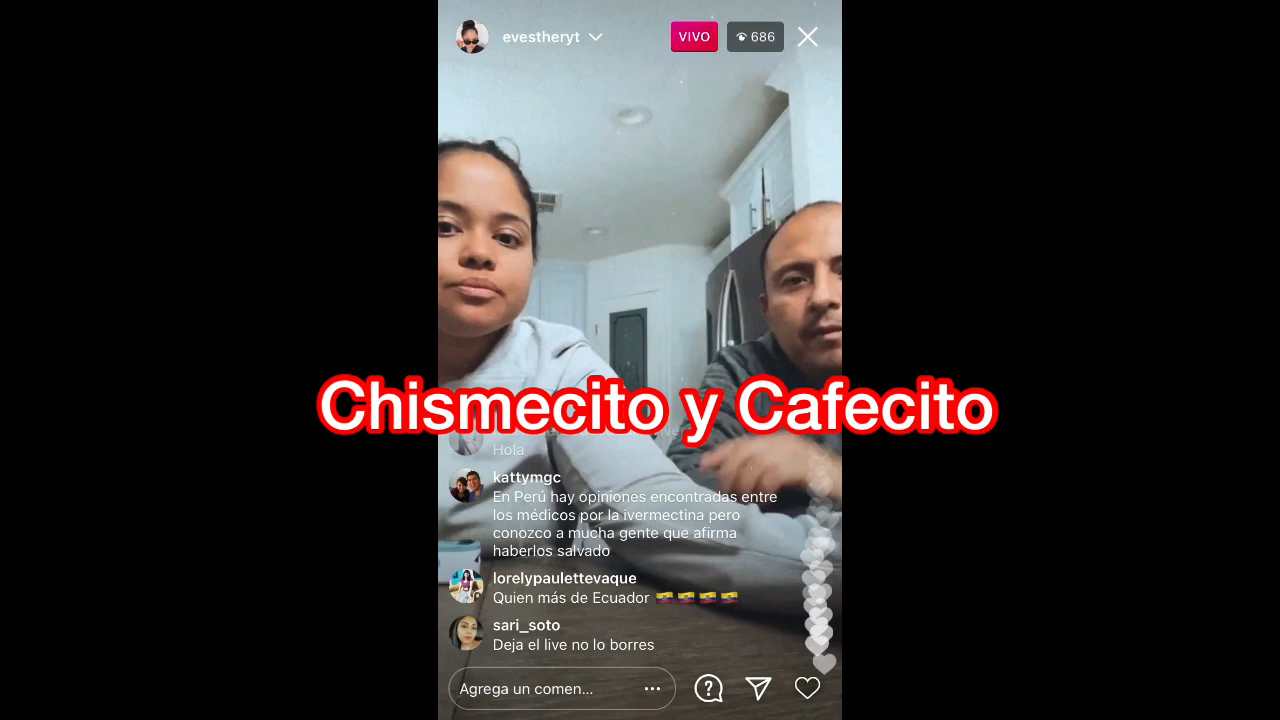 evestheryt
VIVO
686
Chismecito y Cafecito
Hola
kattymgc
En Perú hay opiniones encontradas entre
los médicos por la ivermectina pero
conozco a mucha gente que afirma
haberlos salvado
lorelypaulettevaque
Quien más de Ecuador 🇪🇨🇪🇨🇪🇨🇪🇨
sari_soto
Deja el live no lo borres
Agrega un comen...